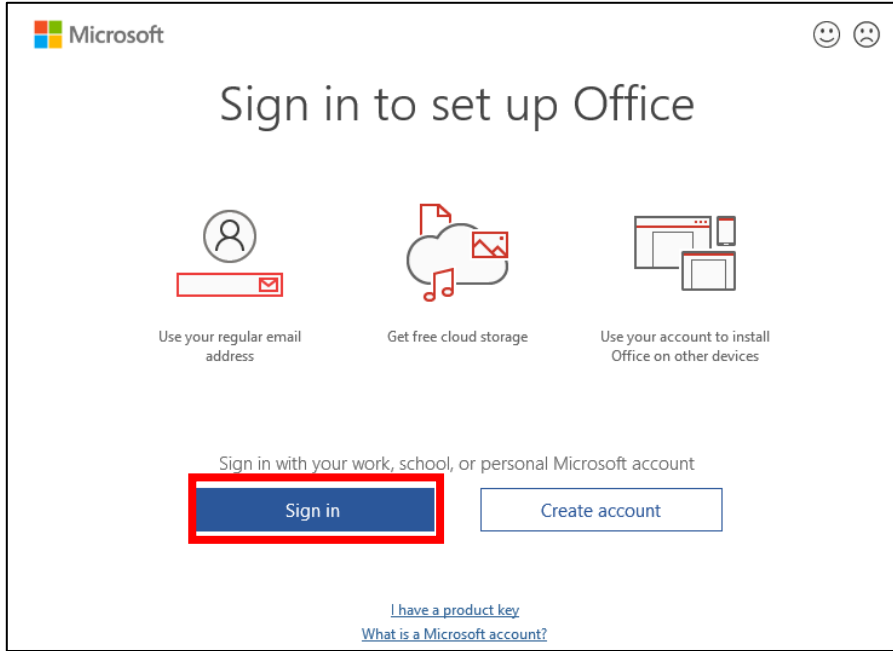 Microsoft
Sign in to set up Office
Use your regular email
address
Get free cloud storage
Use your account to install
Office on other devices
Sign in with your work, school, or personal Microsoft account
Sign in
Create account
I have a product key
What is a Microsoft account?